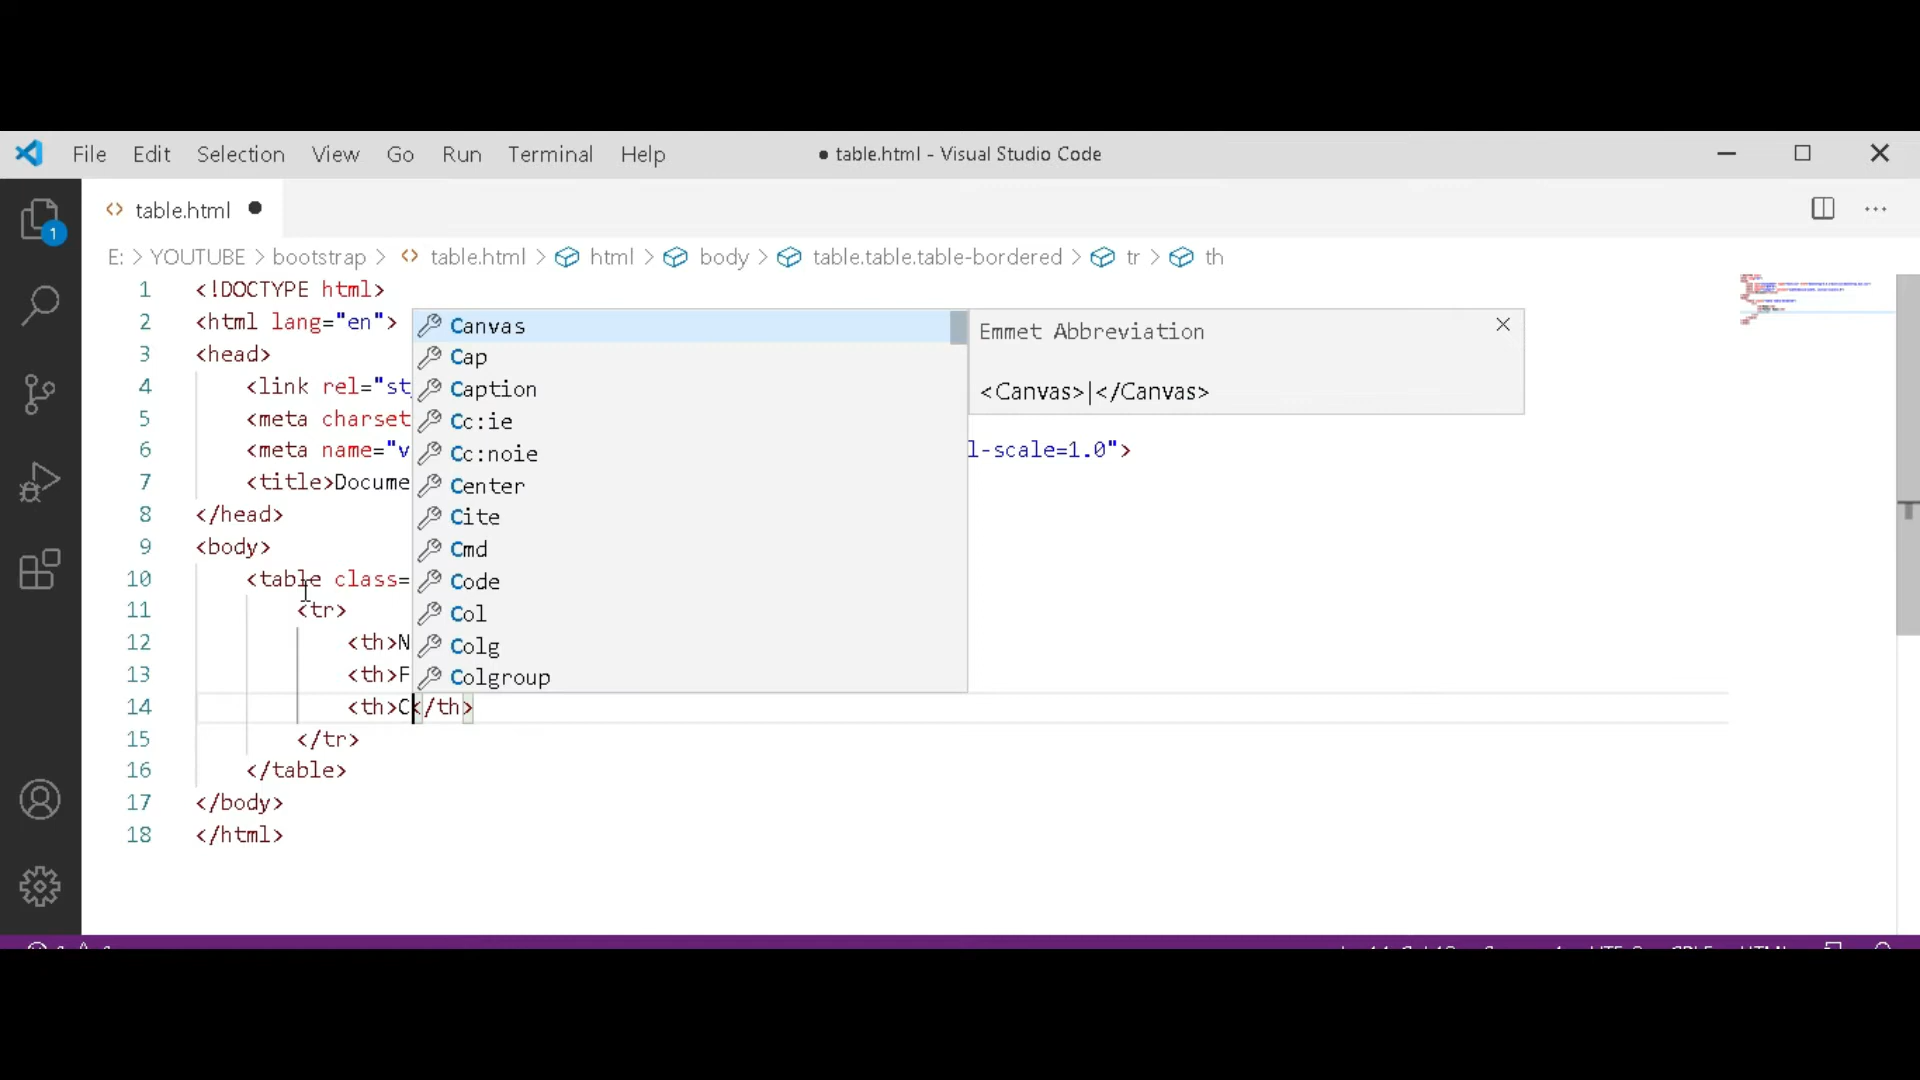 File Edit Selection View Go Run Terminal Help ● table.html - Visual Studio Code
<> table.html ●
1
E: > YOUTUBE > bootstrap > <> table.html > html > body > table.table.table-bordered > tr > th
1 <!DOCTYPE html>
2 <html lang="en">
3 <head>
4 <link rel="st
5 <meta charset
6 <meta name="v l-scale=1.0">
7 <title>Docume
8 </head>
9 <body>
10 <table class=
11 <tr>
12 <th>N
13 <th>F
14 <th>C</th>
15 </tr>
16 </table>
17 </body>
18 </html>
Canvas
Cap
Caption
Cc:ie
Cc:noie
Center
Cite
Cmd
Code
Col
Colg
Colgroup
Emmet Abbreviation
<Canvas>|</Canvas>